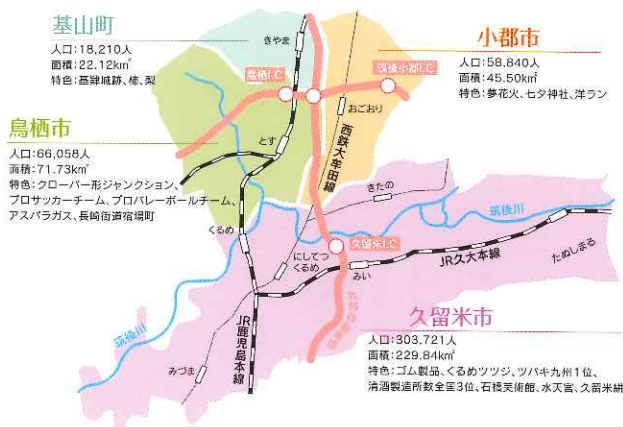 基山町
人口:18,210人
面積:22.12k㎡
特色:基肄城跡、柿、梨
小郡市
人口:58,840人
面積:45.50k㎡
特色:夢花火、七夕神社、洋ラン
鳥栖市
人口:66,058人
面積:71.73k㎡
特色:クローバー形ジャンクション、
プロサッカーチーム、プロバレーボールチーム、
アスパラガス、長崎街道宿場町
久留米市
人口:303,721人
面積:229.84k㎡
特色:ゴム製品、くるめツツジ、ツバキ九州1位、
清酒製造所数全国3位、石橋美術館、水天宮、久留米絣
きやま
鳥栖I.C
筑後小郡I.C
おごおり
とす
西鉄大牟田線
きたの
筑後川
くるめ
久留米I.C
にしてつ
くるめ
みい
JR久大本線
たぬしまる
筑後川
JR鹿児島本線
みづま